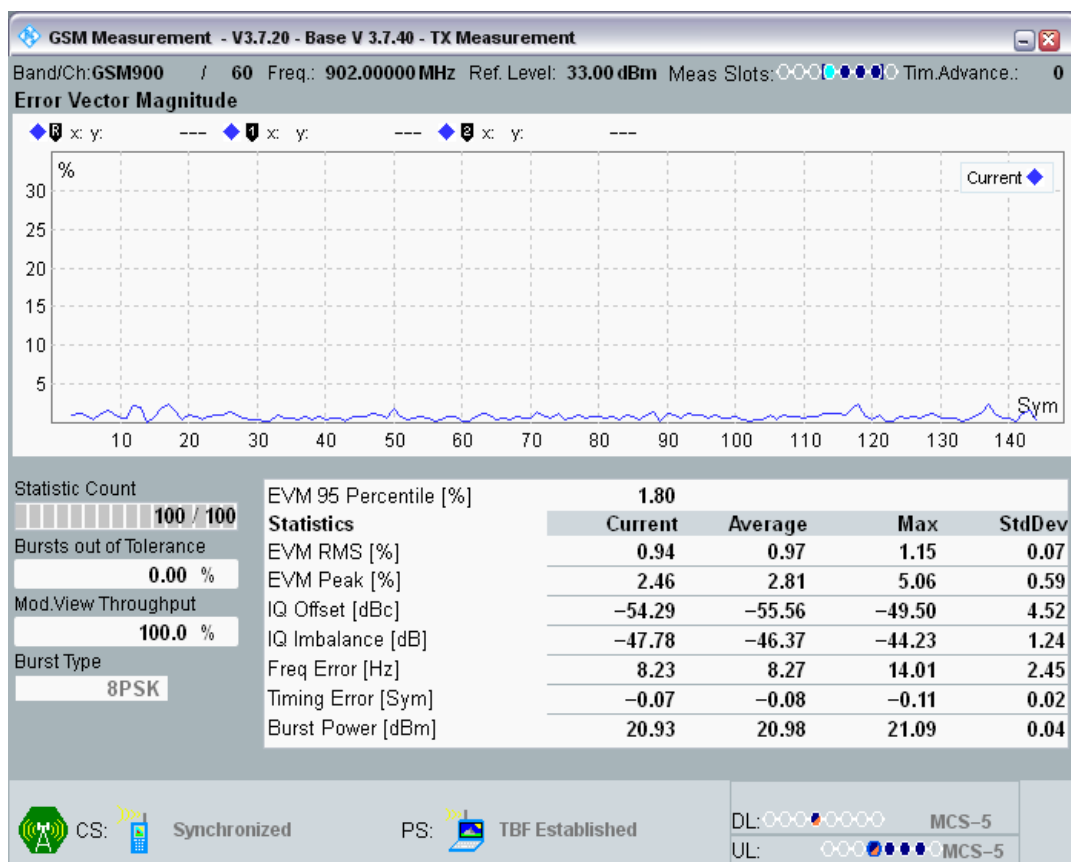 GSM Measurement - V3.7.20 - Base V 3.7.40 - TX Measurement
Band/Ch:GSM900 / 60 Freq.: 902.00000 MHz Ref. Level: 33.00 dBm Meas Slots: Tim.Advance.: 0
Error Vector Magnitude
R x: y: --- 1 x: y: --- 2 x: y: ---
%
Current
30
25
20
15
10
5
Sym
10 20 30 40 50 60 70 80 90 100 110 120 130 140
Statistic Count
100 / 100
Bursts out of Tolerance
0.00 %
Mod.View Throughput
100.0 %
Burst Type
8PSK
EVM 95 Percentile [%] 1.80
Statistics Current Average Max StdDev
EVM RMS [%] 0.94 0.97 1.15 0.07
EVM Peak [%] 2.46 2.81 5.06 0.59
IQ Offset [dBc] −54.29 −55.56 −49.50 4.52
IQ Imbalance [dB] −47.78 −46.37 −44.23 1.24
Freq Error [Hz] 8.23 8.27 14.01 2.45
Timing Error [Sym] −0.07 −0.08 −0.11 0.02
Burst Power [dBm] 20.93 20.98 21.09 0.04
CS: Synchronized PS: TBF Established
DL: MCS−5
UL: MCS−5